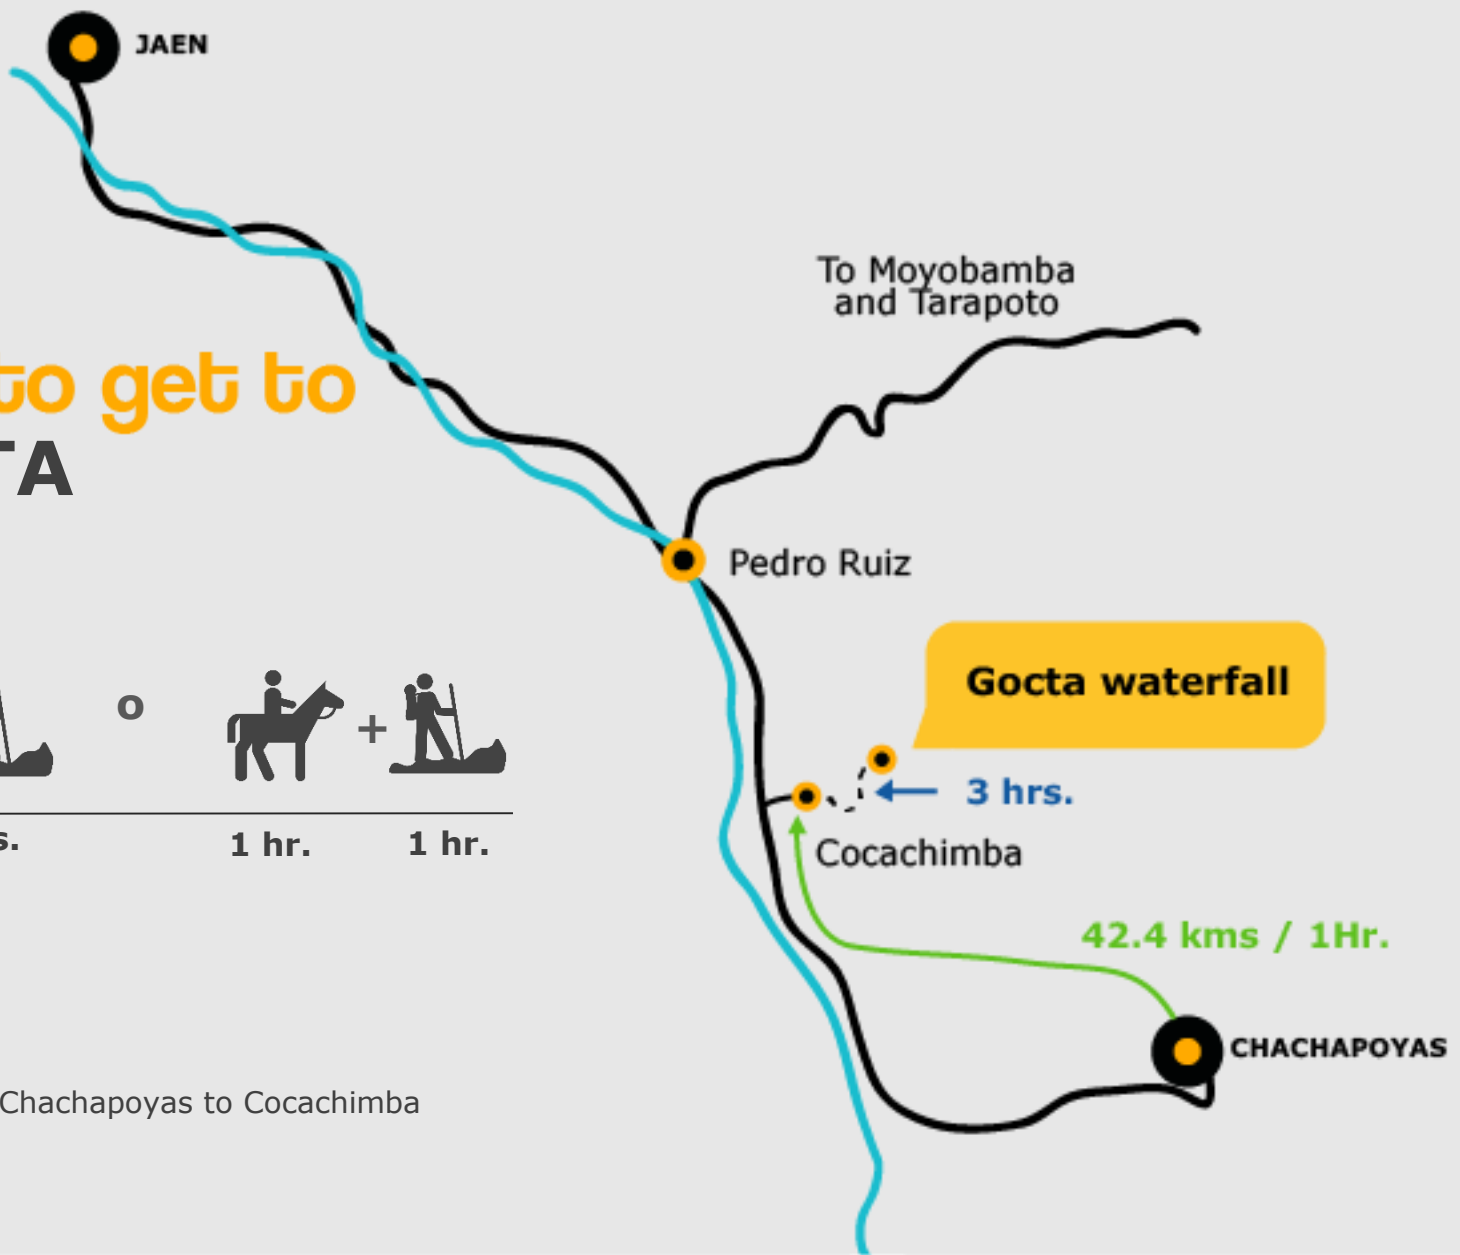 JAEN
To Moyobamba
and Tarapoto
to get to
TA
Pedro Ruiz
Gocta waterfall
o
+
3 hrs.
s.
1 hr.
1 hr.
Cocachimba
42.4 kms / 1Hr.
CHACHAPOYAS
Chachapoyas to Cocachimba